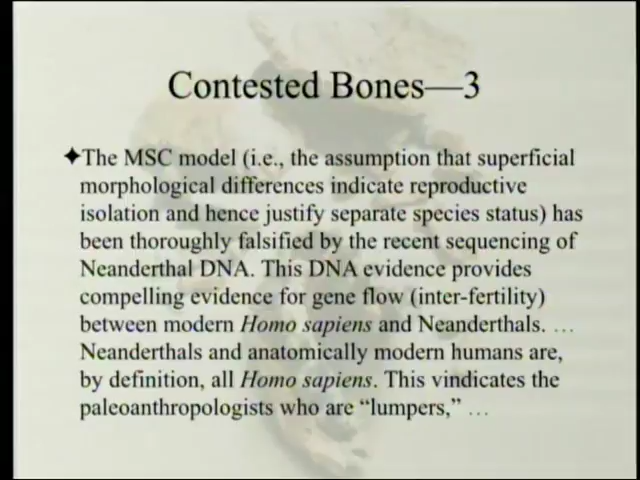 Contested Bones—3
✦The MSC model (i.e., the assumption that superficial
morphological differences indicate reproductive
isolation and hence justify separate species status) has
been thoroughly falsified by the recent sequencing of
Neanderthal DNA. This DNA evidence provides
compelling evidence for gene flow (inter-fertility)
between modern Homo sapiens and Neanderthals. …
Neanderthals and anatomically modern humans are,
by definition, all Homo sapiens. This vindicates the
paleoanthropologists who are “lumpers,” …